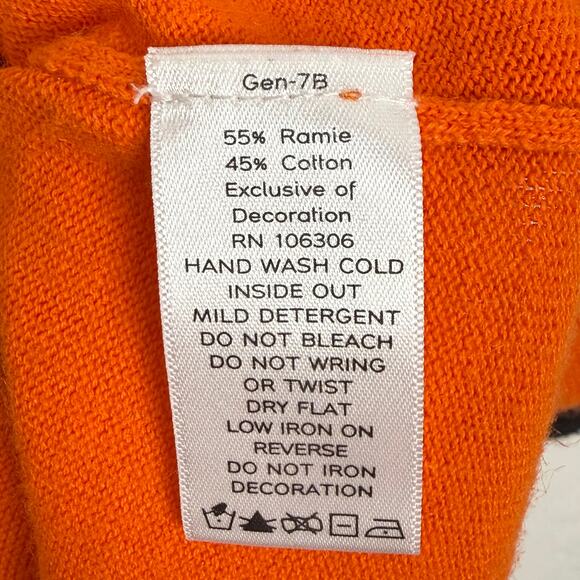 Gen-7B
55% Ramie
45% Cotton
Exclusive of
Decoration
RN 106306
HAND WASH COLD
INSIDE OUT
MILD DETERGENT
DO NOT BLEACH
DO NOT WRING
OR TWIST
DRY FLAT
LOW IRON ON
REVERSE
DO NOT IRON
DECORATION